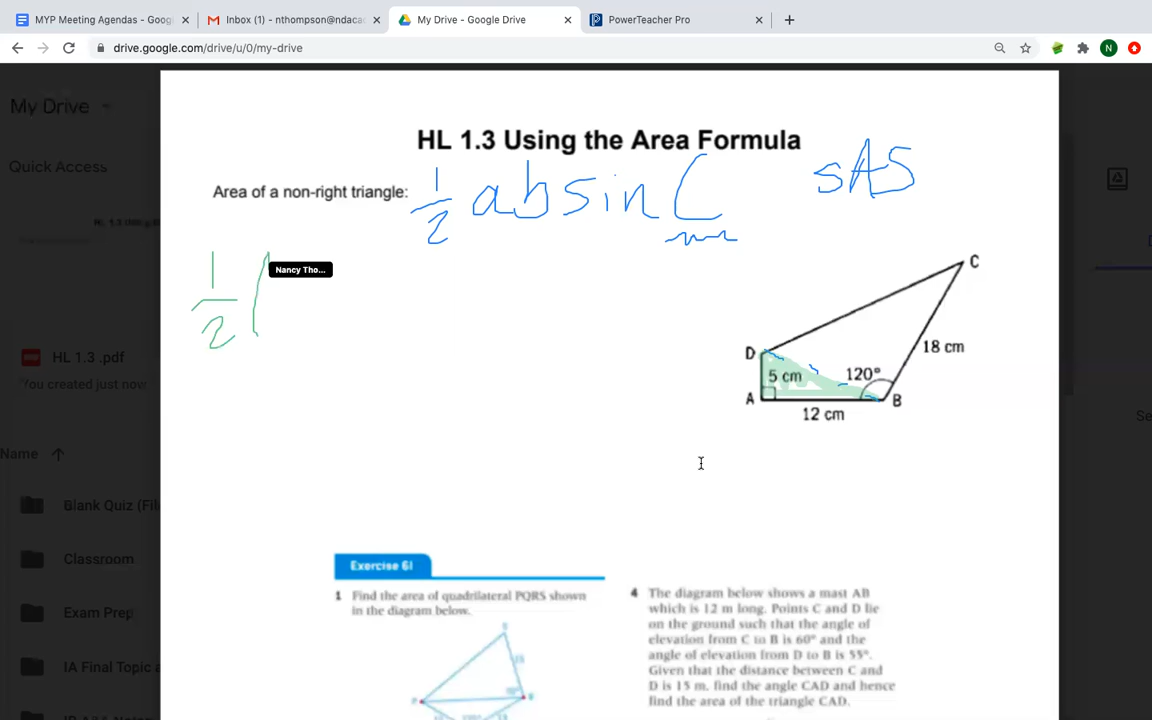 MYP Meeting Agendas - Goog
Inbox (1) - nthompson@ndaca
My Drive - Google Drive
PowerTeacher Pro
drive.google.com/drive/u/0/my-drive
N
My Drive
Quick Access
HL 1.3 .pdf
You created just now
Name
Blank Quiz (File
Classroom
Exam Prep
IA Final Topic a
Se
HL 1.3 Using the Area Formula
Area of a non-right triangle: 1/2 ab sin C
SAS
1/2 (
Nancy Tho...
C
D
18 cm
5 cm
120°
A
B
12 cm
Exercise 6I
1 Find the area of quadrilateral PQRS shown
in the diagram below.
4 The diagram below shows a mast AB
which is 12 m long. Points C and D lie
on the ground such that the angle of
elevation from C to B is 60° and the
angle of elevation from D to B is 55°.
Given that the distance between C and
D is 15 m, find the angle CAD and hence
find the area of the triangle CAD.